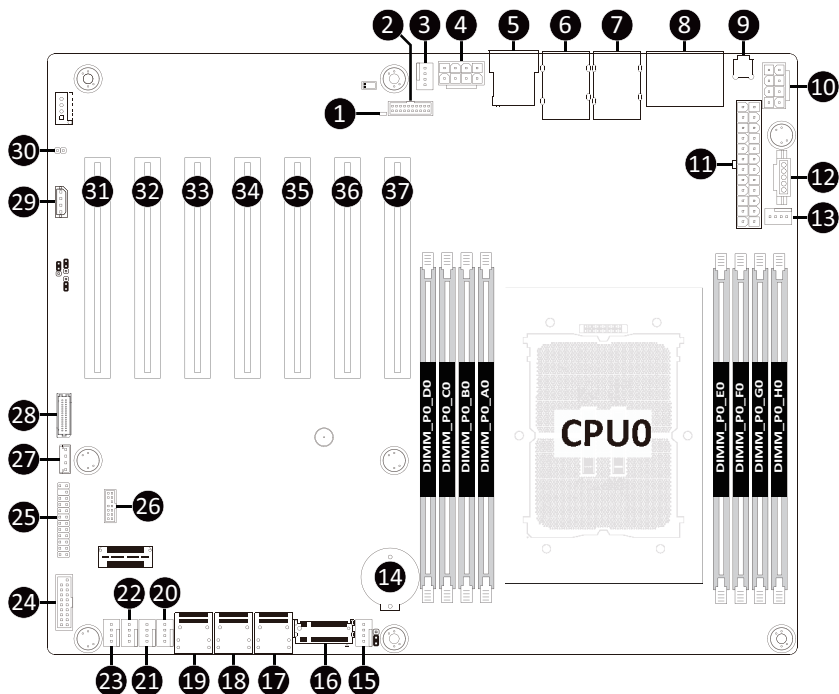 2 3 4 5 6 7 8 9
1
10
11
12
13
30
29
31 32 33 34 35 36 37
DIMM_P0_D0
DIMM_P0_C0
DIMM_P0_B0
DIMM_P0_A0
CPU0
DIMM_P0_E0
DIMM_P0_F0
DIMM_P0_G0
DIMM_P0_H0
28
27
25
26
24
14
22 20
23 21 19 18 17 16 15